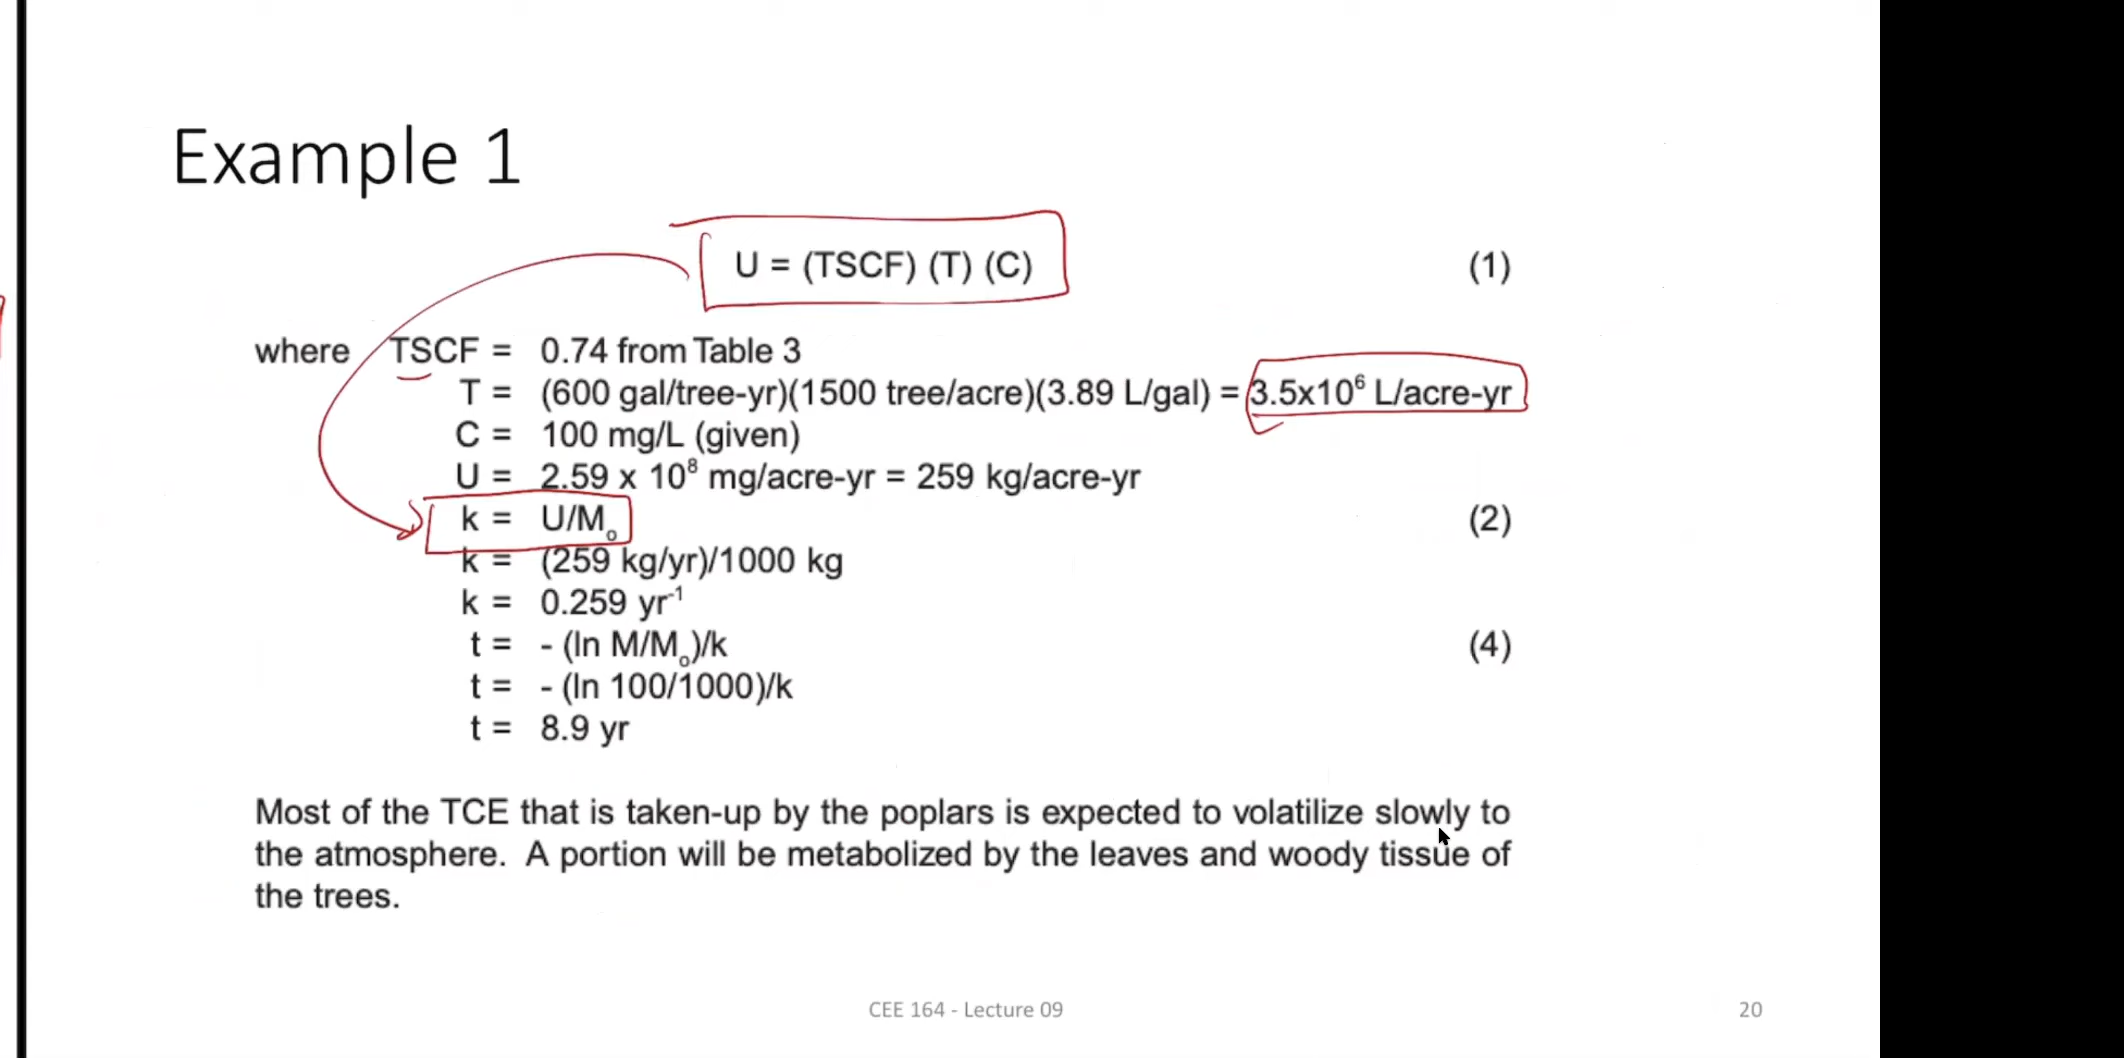 Example 1
U = (TSCF) (T) (C) (1)
where TSCF = 0.74 from Table 3
T = (600 gal/tree-yr)(1500 tree/acre)(3.89 L/gal) = 3.5x10⁶ L/acre-yr
C = 100 mg/L (given)
U = 2.59 x 10⁸ mg/acre-yr = 259 kg/acre-yr
k = U/Mₒ (2)
k = (259 kg/yr)/1000 kg
k = 0.259 yr⁻¹
t = - (ln M/Mₒ)/k (4)
t = - (ln 100/1000)/k
t = 8.9 yr
Most of the TCE that is taken-up by the poplars is expected to volatilize slowly to
the atmosphere. A portion will be metabolized by the leaves and woody tissue of
the trees.
CEE 164 - Lecture 09 20